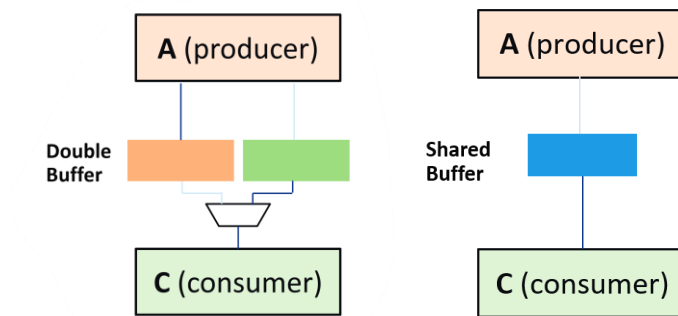 A (producer)
Double
Buffer
C (consumer)
A (producer)
Shared
Buffer
C (consumer)